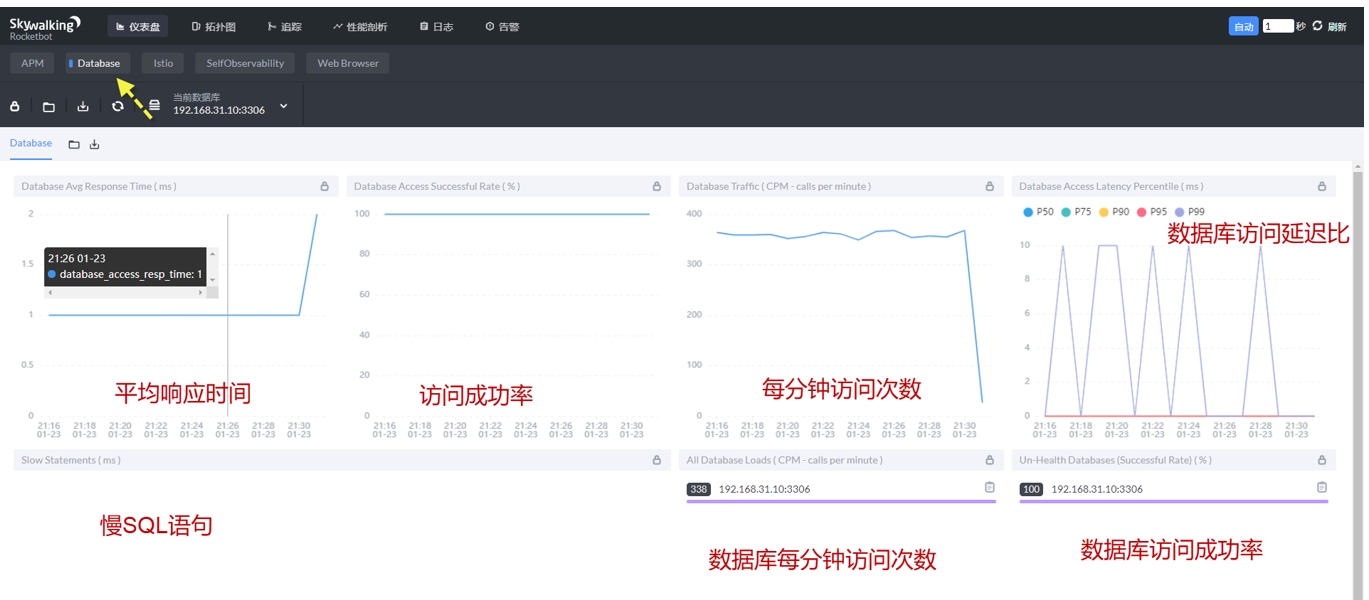 Skywalking
Rocketbot
仪表盘
拓扑图
追踪
性能剖析
日志
告警
自动
1
秒
刷新
APM
Database
Istio
SelfObservability
Web Browser
当前数据库
192.168.31.10:3306
Database
Database Avg Response Time ( ms )
2
1.5
1
0.5
0
21:26 01-23
database_access_resp_time: 1
平均响应时间
21:16 21:18 21:20 21:22 21:24 21:26 21:28 21:30
01-23 01-23 01-23 01-23 01-23 01-23 01-23 01-23
Database Access Successful Rate ( % )
100
80
60
40
20
0
访问成功率
21:16 21:18 21:20 21:22 21:24 21:26 21:28 21:30
01-23 01-23 01-23 01-23 01-23 01-23 01-23 01-23
Database Traffic ( CPM - calls per minute )
400
300
200
100
0
每分钟访问次数
21:16 21:18 21:20 21:22 21:24 21:26 21:28 21:30
01-23 01-23 01-23 01-23 01-23 01-23 01-23 01-23
Database Access Latency Percentile ( ms )
P50 P75 P90 P95 P99
数据库访问延迟比
10
8
6
4
2
0
21:16 21:18 21:20 21:22 21:24 21:26 21:28 21:30
01-23 01-23 01-23 01-23 01-23 01-23 01-23 01-23
Slow Statements ( ms )
慢SQL语句
All Database Loads ( CPM - calls per minute )
338 192.168.31.10:3306
数据库每分钟访问次数
Un-Health Databases (Successful Rate) ( % )
100 192.168.31.10:3306
数据库访问成功率